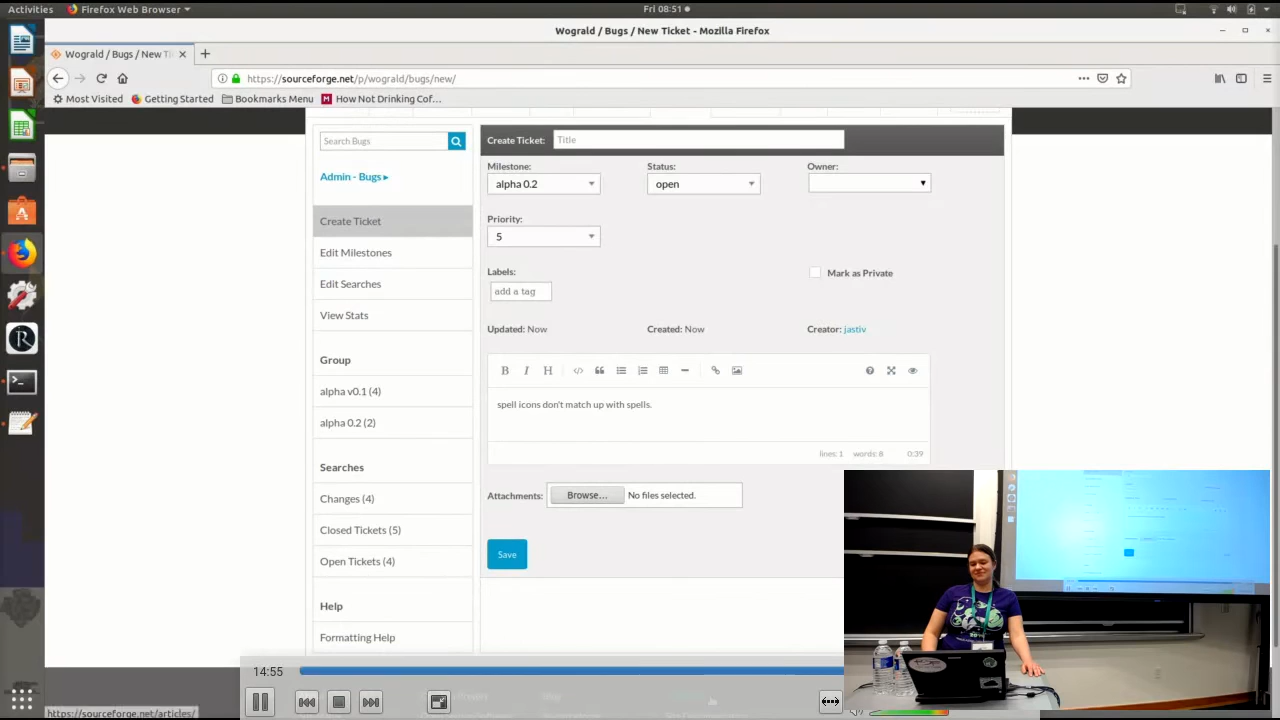 Activities Firefox Web Browser Fri 08:51
Wograld / Bugs / New Ticket - Mozilla Firefox
Wograld / Bugs / New Ti
https://sourceforge.net/p/wograld/bugs/new/
Most Visited Getting Started Bookmarks Menu How Not Drinking Cof...
Search Bugs
Admin - Bugs
Create Ticket
Edit Milestones
Edit Searches
View Stats
Group
alpha v0.1 (4)
alpha 0.2 (2)
Searches
Changes (4)
Closed Tickets (5)
Open Tickets (4)
Help
Formatting Help
Create Ticket: Title
Milestone: Status: Owner:
alpha 0.2 open
Priority:
5
Labels: Mark as Private
add a tag
Updated: Now Created: Now Creator: jastiv
B I H
spell icons don't match up with spells.
lines: 1 words: 8 0:39
Attachments: Browse... No files selected.
Save
14:55
https://sourceforge.net/articles/